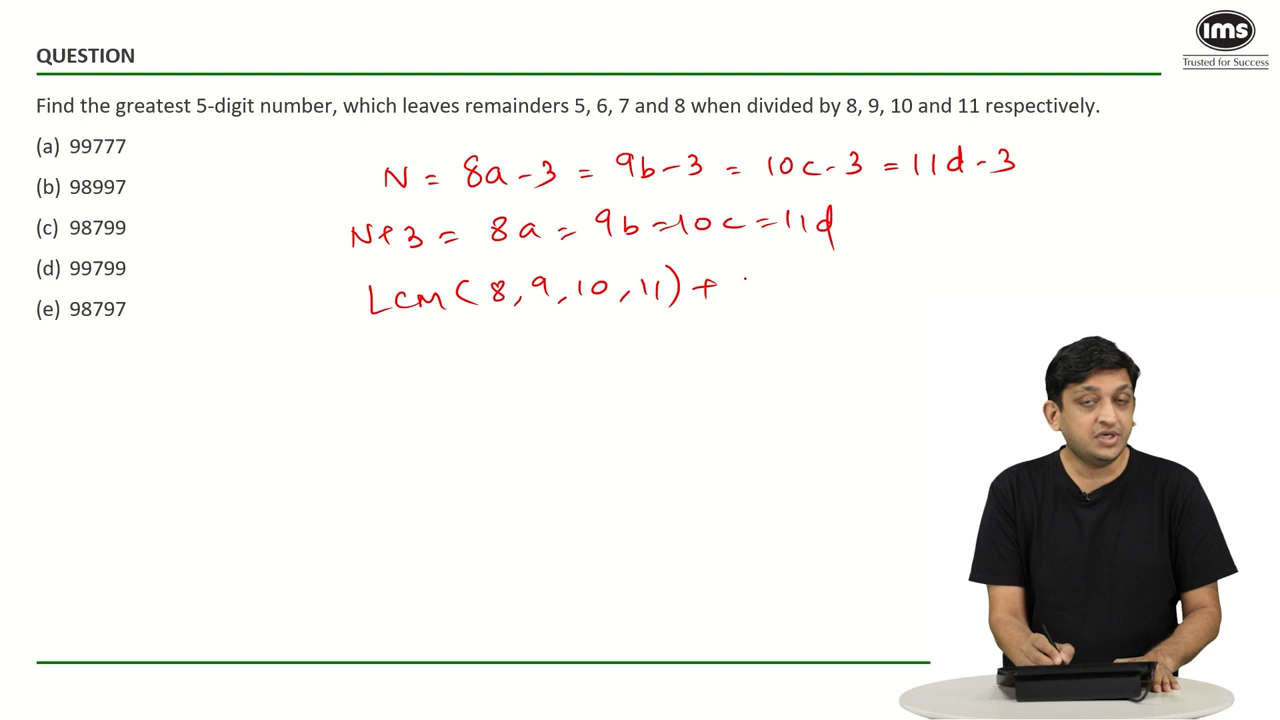 ims
Trusted for Success
QUESTION
Find the greatest 5-digit number, which leaves remainders 5, 6, 7 and 8 when divided by 8, 9, 10 and 11 respectively.
(a) 99777
(b) 98997
(c) 98799
(d) 99799
(e) 98797
N = 8a - 3 = 9b - 3 = 10c - 3 = 11d - 3
N+3 = 8a = 9b = 10c = 11d
LCM (8, 9, 10, 11) +